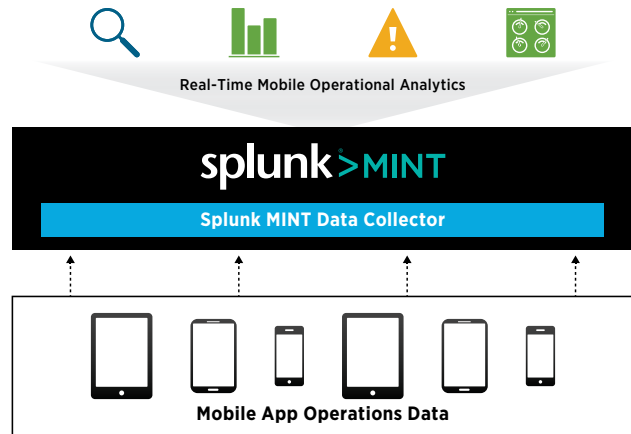 Real-Time Mobile Operational Analytics
splunk>MINT
Splunk MINT Data Collector
Mobile App Operations Data